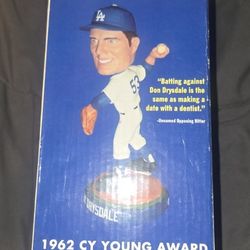 LA
"Batting against
Don Drysdale is the
same as making a
date with a dentist."
-Unnamed Opposing Hitter
53
DRYSDALE
1962 CY YOUNG AWARD